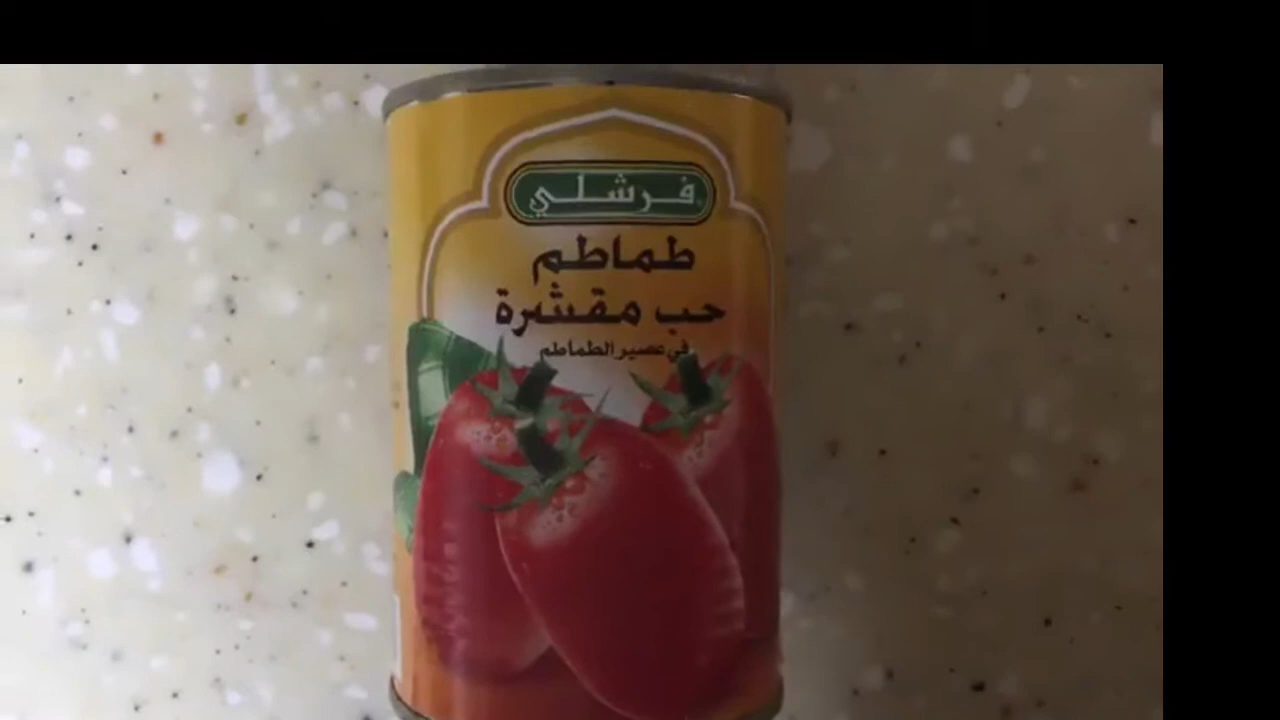 فرشلي
طماطم
حب مقشرة
في عصير الطماطم